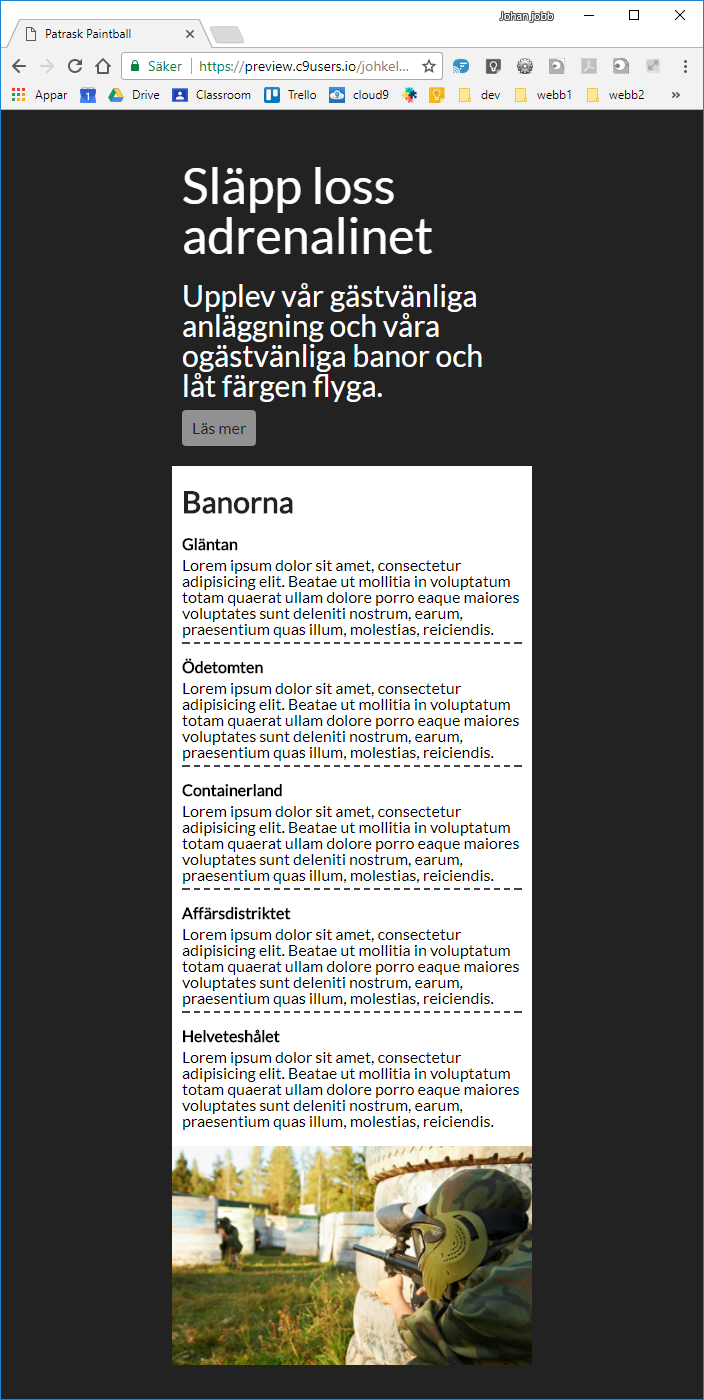 Johan jobb
Patrask Paintball
Säker https://preview.c9users.io/johkel...
Appar 1 Drive Classroom Trello cloud9 dev webb1 webb2 »
Släpp loss
adrenalinet
Upplev vår gästvänliga
anläggning och våra
ogästvänliga banor och
låt färgen flyga.
Läs mer
Banorna
Gläntan
Lorem ipsum dolor sit amet, consectetur
adipisicing elit. Beatae ut mollitia in voluptatum
totam quaerat ullam dolore porro eaque maiores
voluptates sunt deleniti nostrum, earum,
praesentium quas illum, molestias, reiciendis.
Ödetomten
Lorem ipsum dolor sit amet, consectetur
adipisicing elit. Beatae ut mollitia in voluptatum
totam quaerat ullam dolore porro eaque maiores
voluptates sunt deleniti nostrum, earum,
praesentium quas illum, molestias, reiciendis.
Containerland
Lorem ipsum dolor sit amet, consectetur
adipisicing elit. Beatae ut mollitia in voluptatum
totam quaerat ullam dolore porro eaque maiores
voluptates sunt deleniti nostrum, earum,
praesentium quas illum, molestias, reiciendis.
Affärsdistriktet
Lorem ipsum dolor sit amet, consectetur
adipisicing elit. Beatae ut mollitia in voluptatum
totam quaerat ullam dolore porro eaque maiores
voluptates sunt deleniti nostrum, earum,
praesentium quas illum, molestias, reiciendis.
Helveteshålet
Lorem ipsum dolor sit amet, consectetur
adipisicing elit. Beatae ut mollitia in voluptatum
totam quaerat ullam dolore porro eaque maiores
voluptates sunt deleniti nostrum, earum,
praesentium quas illum, molestias, reiciendis.